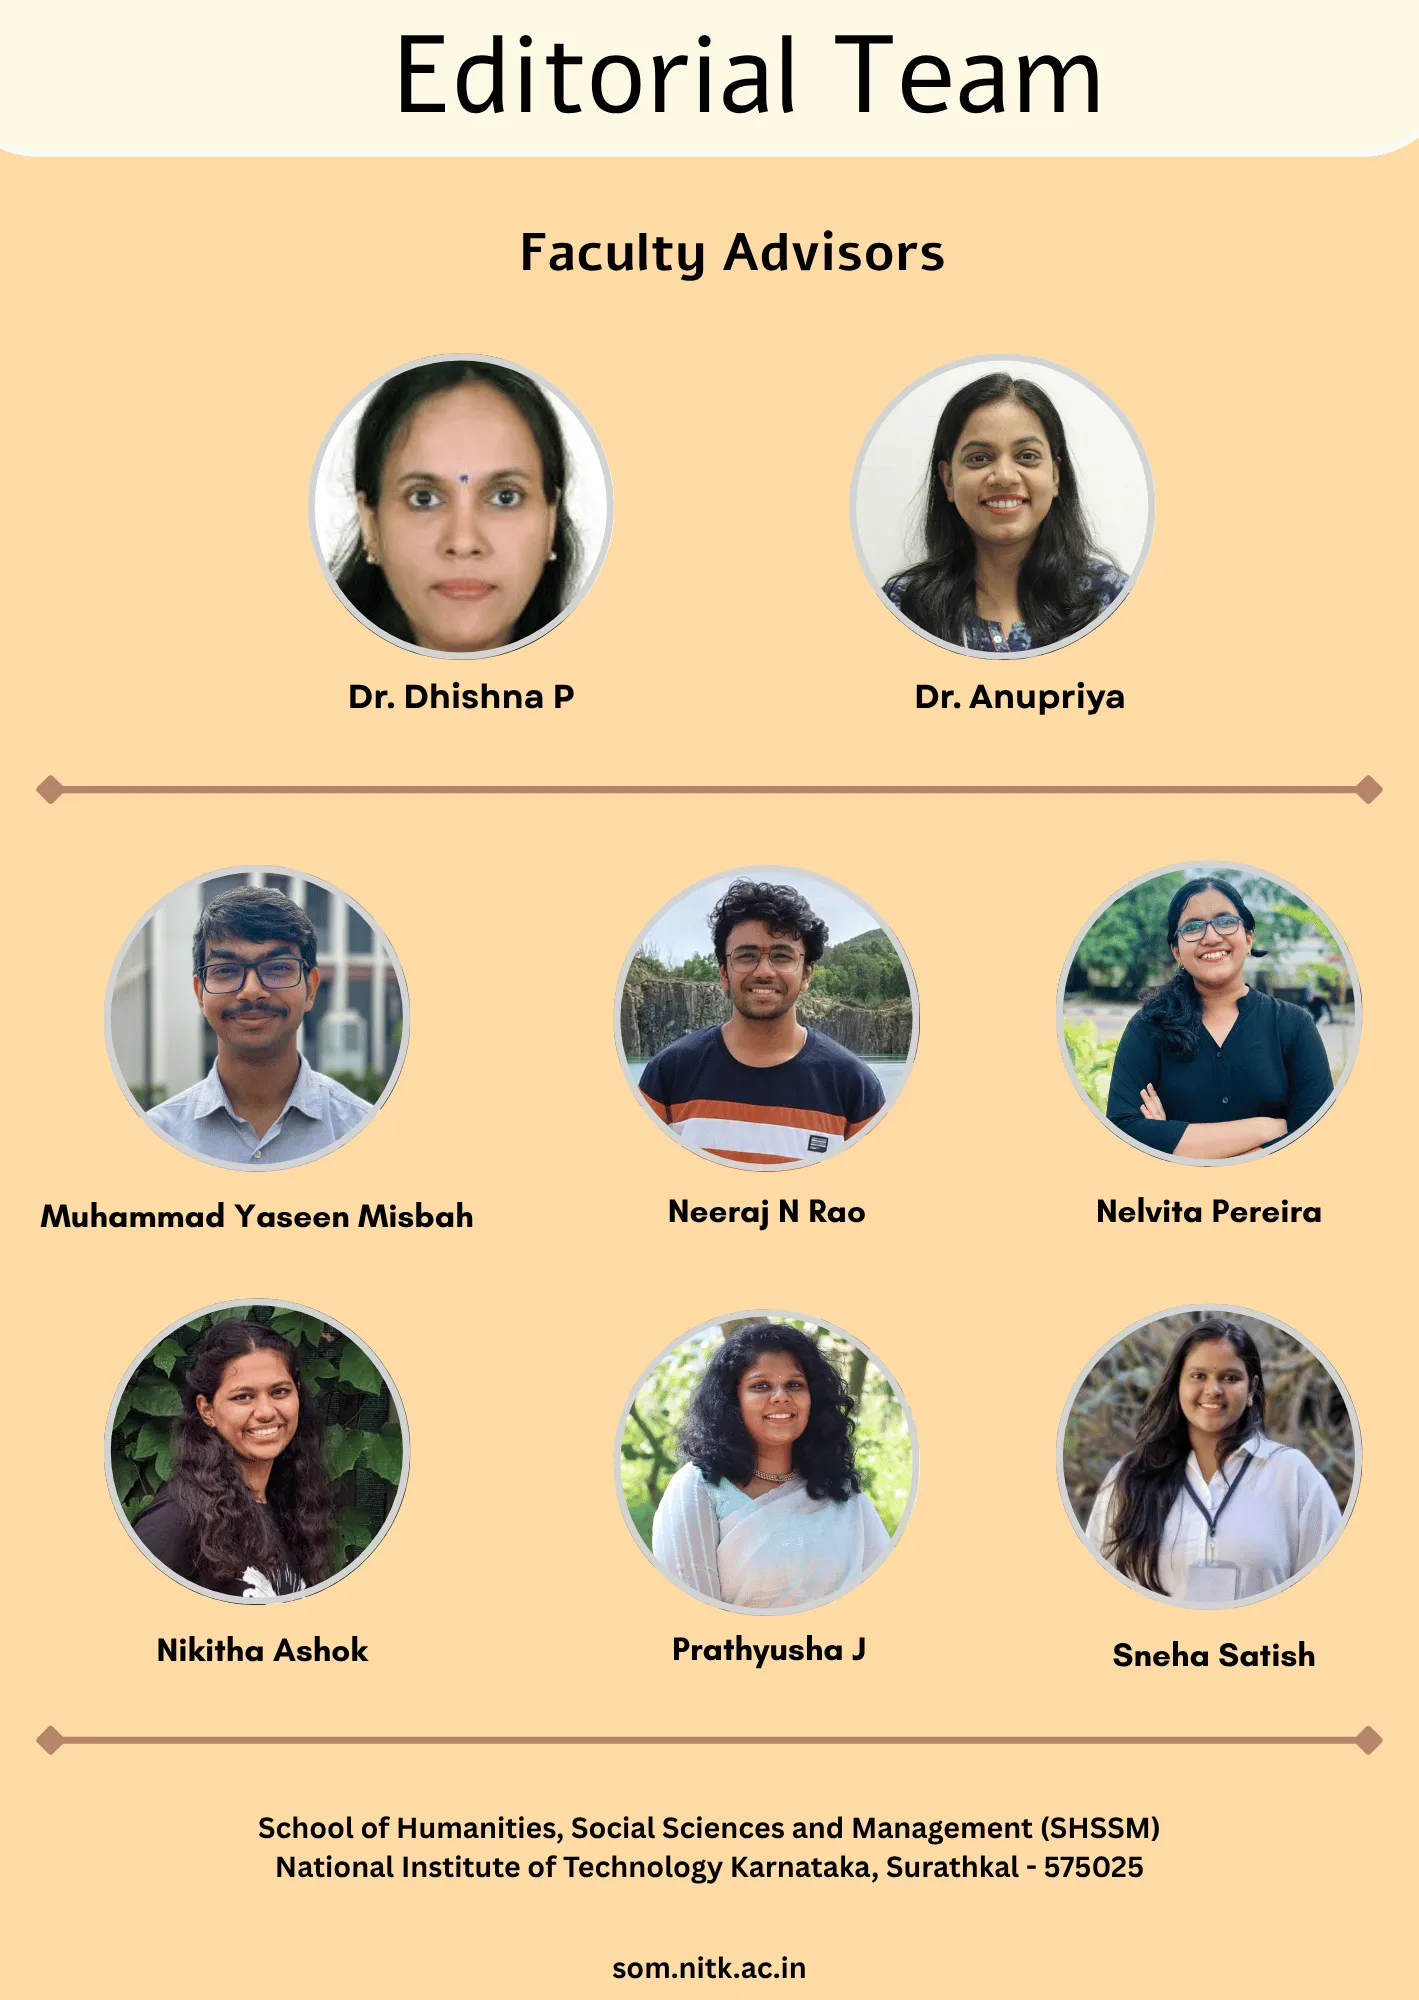 Editorial Team
Faculty Advisors
Dr. Dhishna P
Dr. Anupriya
Muhammad Yaseen Misbah
Neeraj N Rao
Nelvita Pereira
Nikitha Ashok
Prathyusha J
Sneha Satish
School of Humanities, Social Sciences and Management (SHSSM)
National Institute of Technology Karnataka, Surathkal - 575025
som.nitk.ac.in